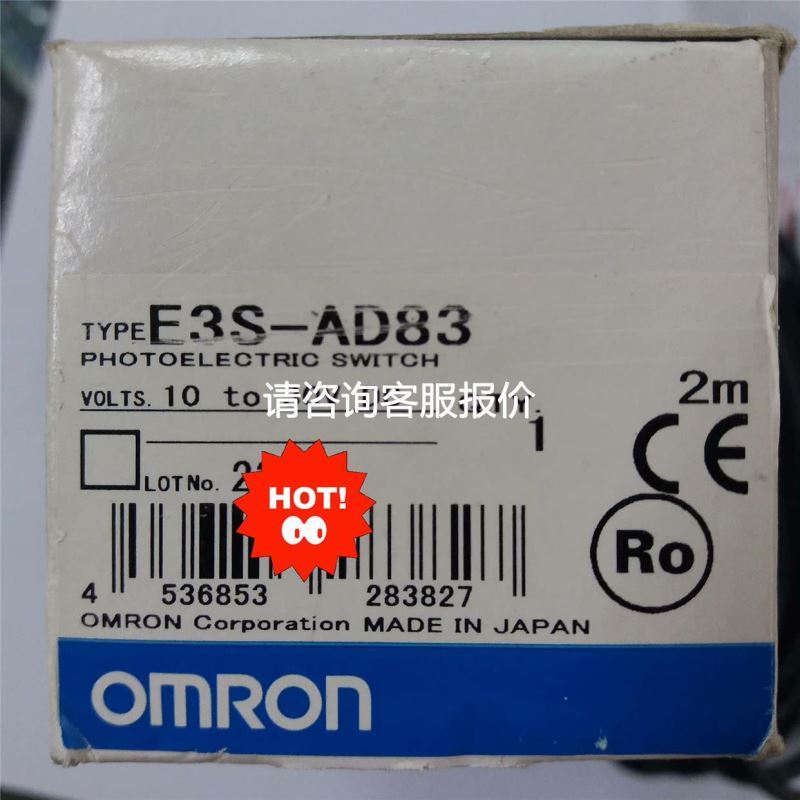 TYPE E3S-AD83
PHOTOELECTRIC SWITCH
VOLTS. 10 to
请咨询客服报价
2m
1
LOT No.
HOT!
CE
Ro
4 536853 283827
OMRON Corporation MADE IN JAPAN
OMRON